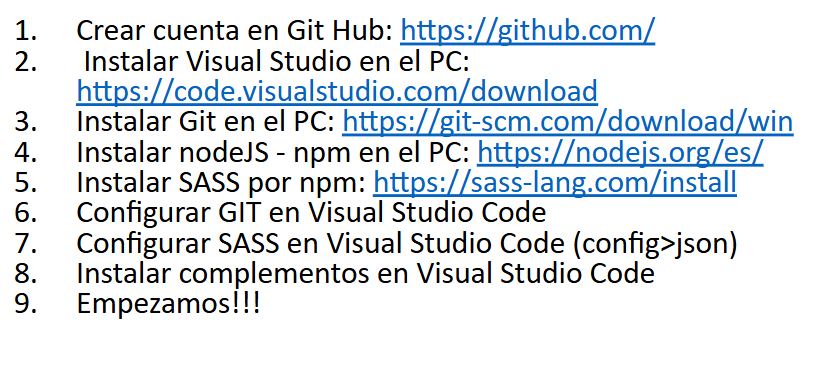 1. Crear cuenta en Git Hub: https://github.com/
2. Instalar Visual Studio en el PC:
https://code.visualstudio.com/download
3. Instalar Git en el PC: https://git-scm.com/download/win
4. Instalar nodeJS - npm en el PC: https://nodejs.org/es/
5. Instalar SASS por npm: https://sass-lang.com/install
6. Configurar GIT en Visual Studio Code
7. Configurar SASS en Visual Studio Code (config>json)
8. Instalar complementos en Visual Studio Code
9. Empezamos!!!